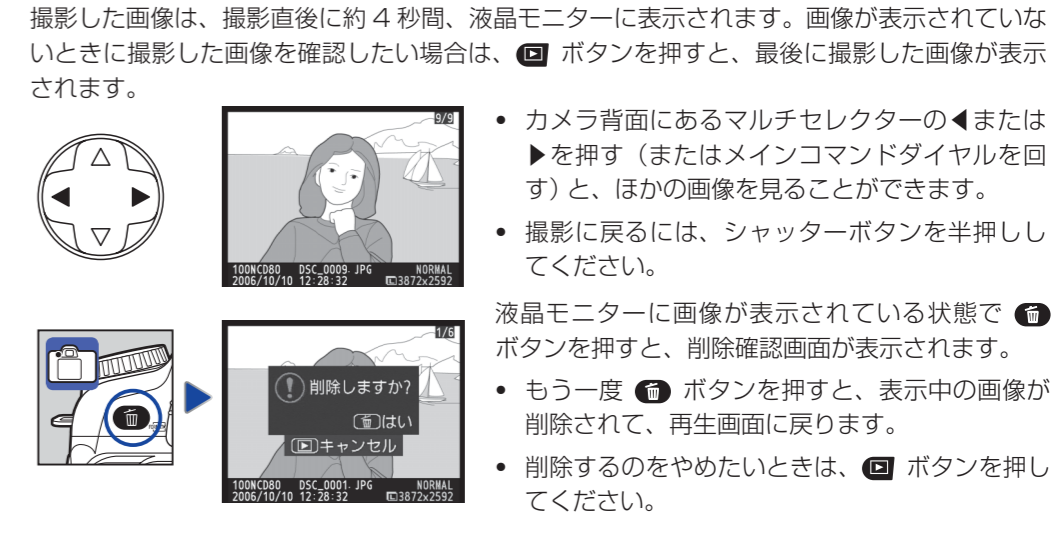 撮影した画像は、撮影直後に約 4 秒間、液晶モニターに表示されます。画像が表示されていな
いときに撮影した画像を確認したい場合は、 ボタンを押すと、最後に撮影した画像が表示
されます。
9/9
100NCD80 DSC_0009.JPG NORMAL
2006/10/10 12:28:32 L3872x2592
• カメラ背面にあるマルチセレクターの◀または
▶を押す（またはメインコマンドダイヤルを回
す）と、ほかの画像を見ることができます。
• 撮影に戻るには、シャッターボタンを半押しし
てください。
1/6
削除しますか?
はい
キャンセル
100NCD80 DSC_0001.JPG NORMAL
2006/10/10 12:28:32 L3872x2592
液晶モニターに画像が表示されている状態で
ボタンを押すと、削除確認画面が表示されます。
• もう一度 ボタンを押すと、表示中の画像が
削除されて、再生画面に戻ります。
• 削除するのをやめたいときは、 ボタンを押し
てください。